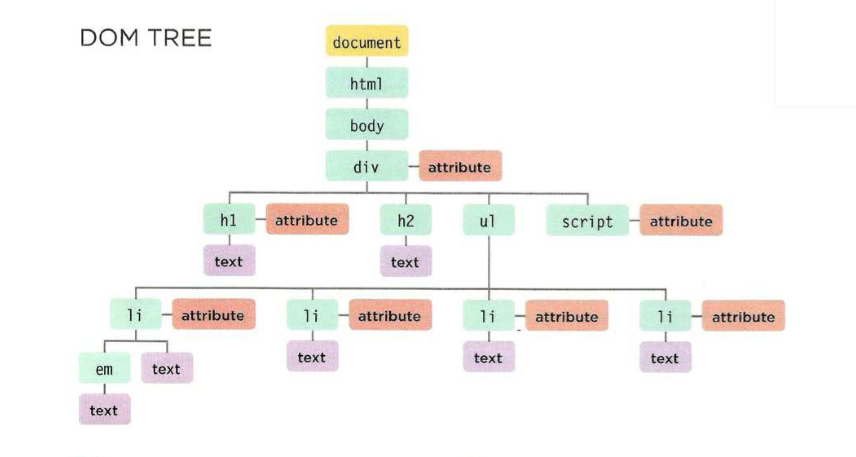 DOM TREE
document
html
body
div attribute
h1 attribute h2 ul script attribute
text text
li attribute li attribute li attribute li attribute
em text text text text
text